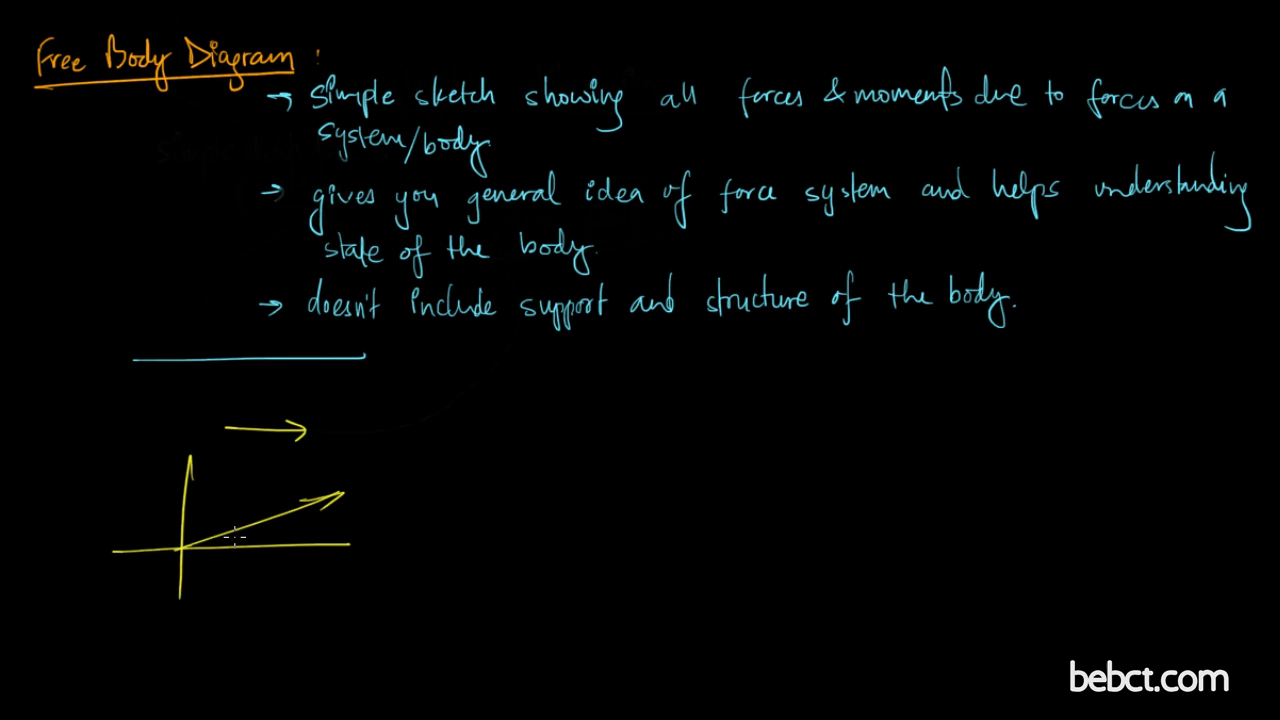 Free Body Diagram :
→ simple sketch showing all forces & moments due to forces on a
system/body.
→ gives you general idea of force system and helps understanding
state of the body.
→ doesn't include support and structure of the body.
bebct.com